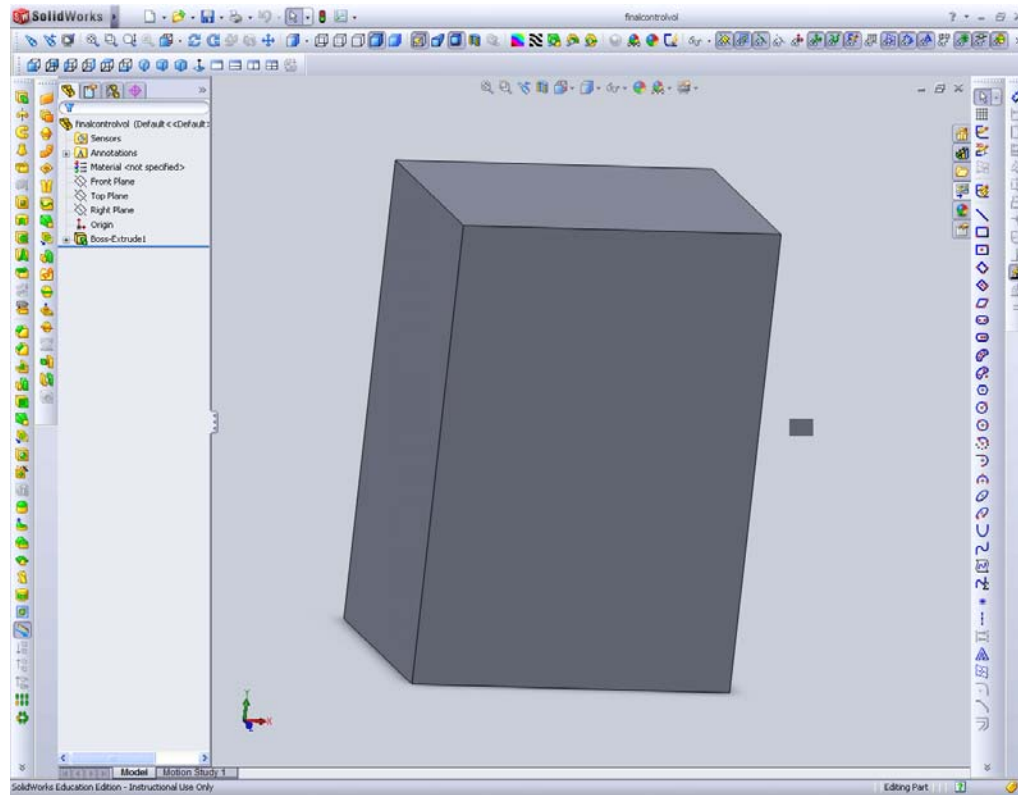 SolidWorks
finalcontrolvol
finalcontrolvol (Default<<Default>
Sensors
Annotations
Material <not specified>
Front Plane
Top Plane
Right Plane
Origin
Boss-Extrude1
Y
X
Model
Motion Study 1
SolidWorks Education Edition - Instructional Use Only
Editing Part